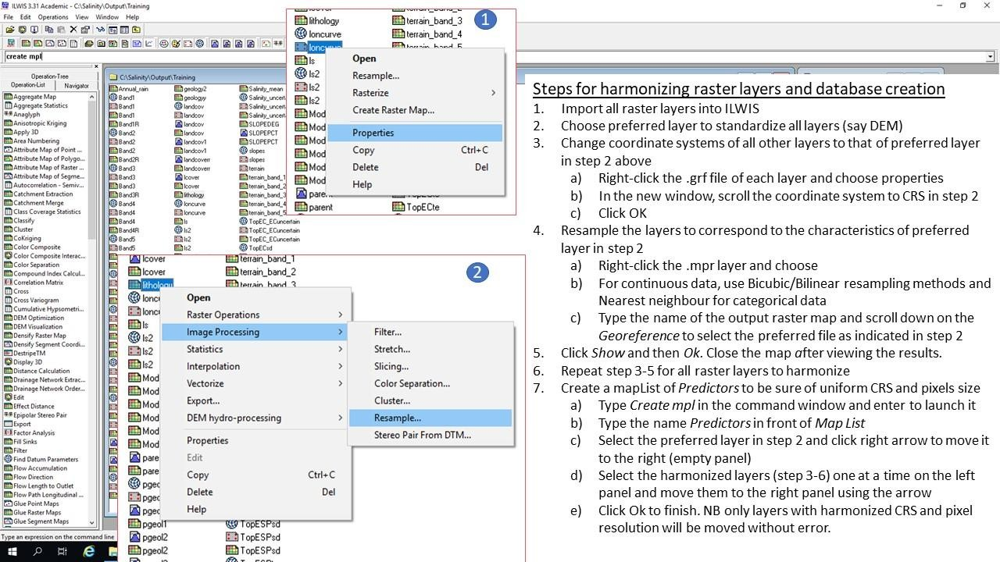 ILWIS 3.31 Academic - C:\Salinity\Output\Training
File Edit Operations View Window Help
create mpl
Operation-Tree
Operation-List Navigator
Aggregate Map
Aggregate Statistics
Anaglyph
Anisotropic Kriging
Apply 3D
Area Numbering
Attribute Map of Point ...
Attribute Map of Polygo...
Attribute Map of Raster ...
Attribute Map of Segme...
Autocorrelation - Semiv...
Catchment Extraction
Catchment Merge
Class Coverage Statistics
Classify
Cluster
CoKriging
Color Composite
Color Composite Interac...
Color Separation
Compound Index Calcul...
Correlation Matrix
Cross
Cross Variogram
Cumulative Hypsometri...
DEM Optimization
DEM Visualization
Densify Raster Map
Densify Segment Coordi...
DestripeTM
Display 3D
Distance Calculation
Drainage Network Extrac...
Drainage Network Order...
Edit
Effect Distance
Epipolar Stereo Pair
Export
Factor Analysis
Fill Sinks
Filter
Find Datum Parameters
Flow Accumulation
Flow Direction
Flow Length to Outlet
Flow Path Longitudinal ...
Glue Point Maps
Glue Raster Maps
Glue Segment Maps
Type an expression on the command line
C:\Salinity\Output\Training
Annual_rain geology2 Salinity_mean
Band1 geologyy Salinity_uncert
Band1 landcov Salinity_uncert
Band1 landcov Salinity_uncert
Band1R landcov SLOPEDEG
Band2 landcov SLOPEPCT
Band2 landcov1 SLOPEPCT
Band2 landcov1 slopes
Band2R landcoverr slopes
Band3 landcoverr terrain
Band3 lcover terrain_band_1
Band3 lcover terrain_band_2
Band3R lithology terrain_band_3
Band4 loncurve terrain_band_4
Band4 loncurve terrain_band_5
Band4 ls TopEC_ECuncertain
Band4R ls2 TopEC_ECuncertain
Band5 ls2 TopECsd
Band5 ls2 TopECsd
1
lithology terrain_band_3
loncurve terrain_band_4
loncurve terrain_band_5
ls
ls2
ls2
ls2
Mod
Mod
Mod
Mod
Mod
parent TopECte
Open
Resample...
Rasterize
Create Raster Map...
Properties
Copy Ctrl+C
Delete Del
Help
2
lcover terrain_band_1
lcover terrain_band_2
lithology terrain_band_3
loncu
loncu
ls
ls2
ls2
ls2
Mod
Mod
Mod
Mod
Mod
pare
pare
pgeo
pgeo
pgeo
pgeol1 TopESPsd
pgeol2 TopESPsd
pgeol2 TopESPsd
Open
Raster Operations
Image Processing
Statistics
Interpolation
Vectorize
Export...
DEM hydro-processing
Properties
Edit
Copy Ctrl+C
Delete Del
Help
Filter...
Stretch...
Slicing...
Color Separation...
Cluster...
Resample...
Stereo Pair From DTM...
Steps for harmonizing raster layers and database creation
1. Import all raster layers into ILWIS
2. Choose preferred layer to standardize all layers (say DEM)
3. Change coordinate systems of all other layers to that of preferred layer
in step 2 above
a) Right-click the .grf file of each layer and choose properties
b) In the new window, scroll the coordinate system to CRS in step 2
c) Click OK
4. Resample the layers to correspond to the characteristics of preferred
layer in step 2
a) Right-click the .mpr layer and choose
b) For continuous data, use Bicubic/Bilinear resampling methods and
Nearest neighbour for categorical data
c) Type the name of the output raster map and scroll down on the
Georeference to select the preferred file as indicated in step 2
5. Click Show and then Ok. Close the map after viewing the results.
6. Repeat step 3-5 for all raster layers to harmonize
7. Create a mapList of Predictors to be sure of uniform CRS and pixels size
a) Type Create mpl in the command window and enter to launch it
b) Type the name Predictors in front of Map List
c) Select the preferred layer in step 2 and click right arrow to move it
to the right (empty panel)
d) Select the harmonized layers (step 3-6) one at a time on the left
panel and move them to the right panel using the arrow
e) Click Ok to finish. NB only layers with harmonized CRS and pixel
resolution will be moved without error.